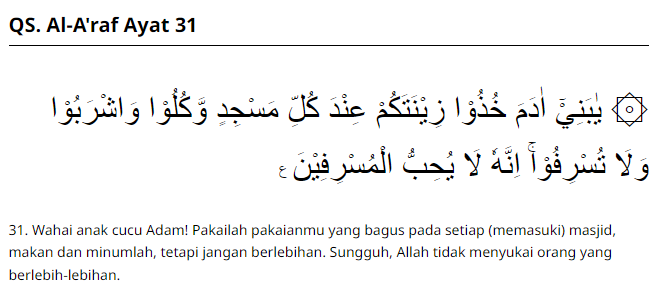 QS. Al-A'raf Ayat 31
۞ يٰبَنِيْٓ اٰدَمَ خُذُوْا زِيْنَتَكُمْ عِنْدَ كُلِّ مَسْجِدٍ وَّكُلُوْا وَاشْرَبُوْا
وَلَا تُسْرِفُوْاۚ اِنَّهٗ لَا يُحِبُّ الْمُسْرِفِيْنَ ࣖ
31. Wahai anak cucu Adam! Pakailah pakaianmu yang bagus pada setiap (memasuki) masjid,
makan dan minumlah, tetapi jangan berlebihan. Sungguh, Allah tidak menyukai orang yang
berlebih-lebihan.